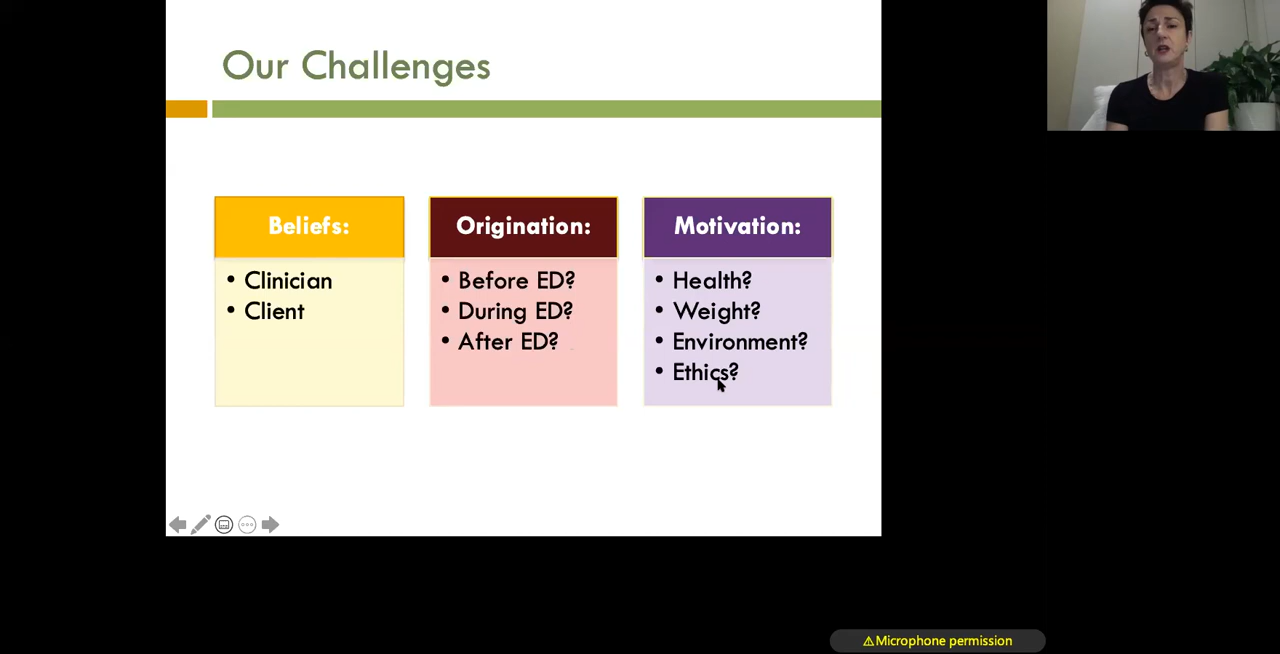 Our Challenges
Beliefs:
• Clinician
• Client
Origination:
• Before ED?
• During ED?
• After ED?
Motivation:
• Health?
• Weight?
• Environment?
• Ethics?
⚠Microphone permission